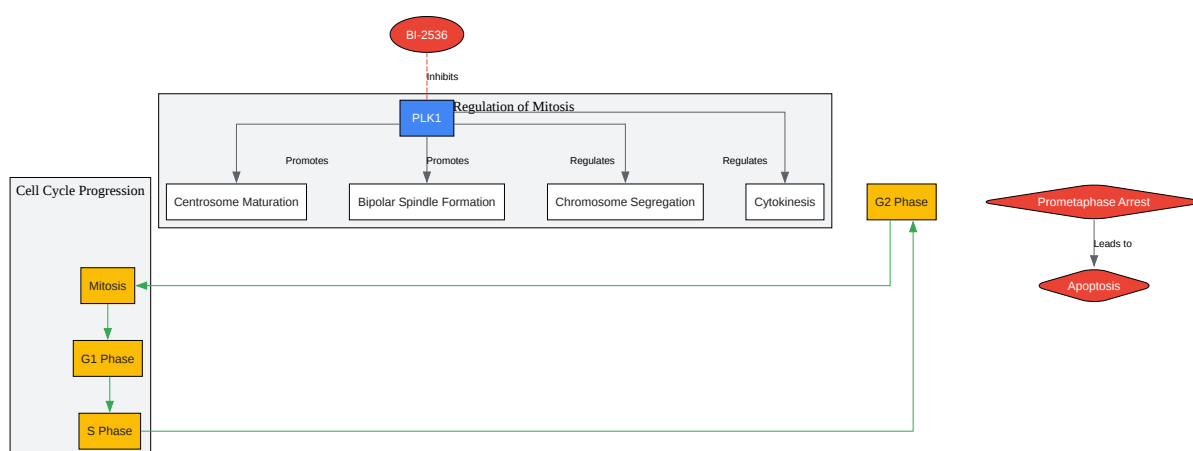 BI-2536
Inhibits
Regulation of Mitosis
PLK1
Promotes
Promotes
Regulates
Regulates
Cell Cycle Progression
Centrosome Maturation
Bipolar Spindle Formation
Chromosome Segregation
Cytokinesis
G2 Phase
Prometaphase Arrest
Leads to
Mitosis
Apoptosis
G1 Phase
S Phase